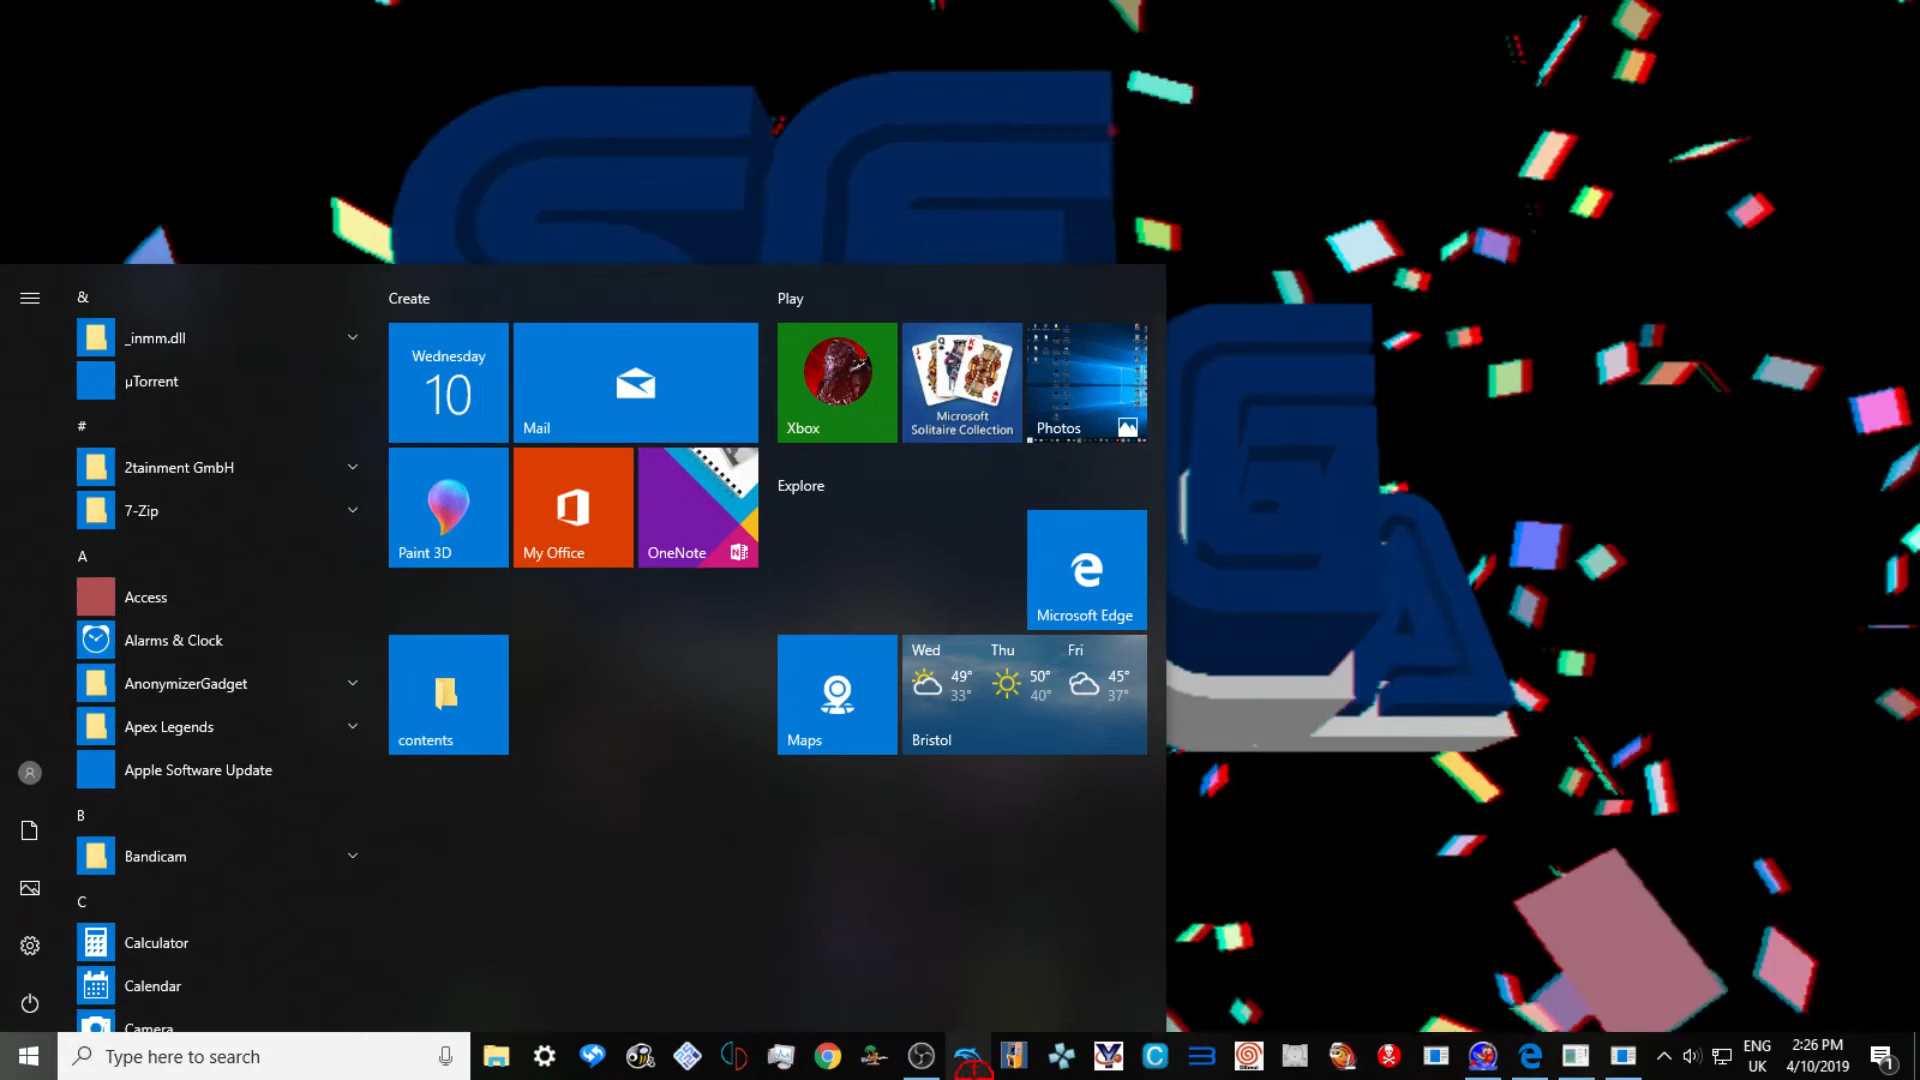 SEGA
&
_inmm.dll
µTorrent
#
2tainment GmbH
7-Zip
A
Access
Alarms & Clock
AnonymizerGadget
Apex Legends
Apple Software Update
B
Bandicam
C
Calculator
Calendar
Camera
Create
Wednesday
10
Mail
Paint 3D
My Office
OneNote
contents
Play
Xbox
Microsoft
Solitaire Collection
Photos
Explore
Microsoft Edge
Maps
Wed Thu Fri
49° 50° 45°
33° 40° 37°
Bristol
Type here to search
ENG
UK
2:26 PM
4/10/2019
1